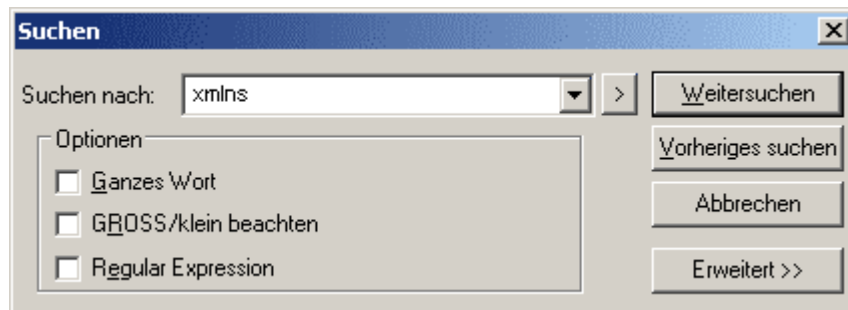 Suchen
Suchen nach: xmlns > Weitersuchen
Optionen
Vorheriges suchen
Ganzes Wort
Abbrechen
GROSS/klein beachten
Regular Expression
Erweitert >>